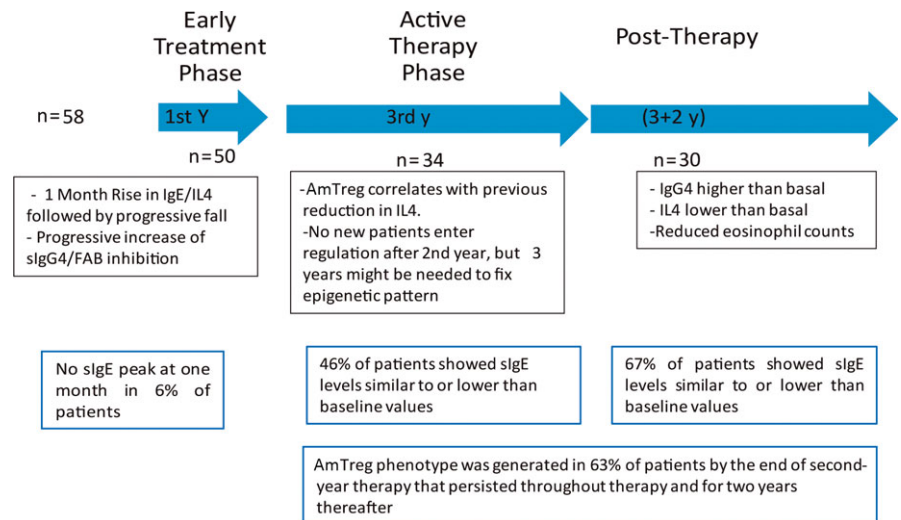 Early
Treatment
Phase
Active
Therapy
Phase
Post-Therapy
n=58
1st Y
3rd y
(3+2 y)
n=50
n=34
n=30
- 1 Month Rise in IgE/IL4
followed by progressive fall
- Progressive increase of
sIgG4/FAB inhibition
-AmTreg correlates with previous
reduction in IL4.
-No new patients enter
regulation after 2nd year, but 3
years might be needed to fix
epigenetic pattern
- IgG4 higher than basal
- IL4 lower than basal
-Reduced eosinophil counts
No sIgE peak at one
month in 6% of
patients
46% of patients showed sIgE
levels similar to or lower than
baseline values
67% of patients showed sIgE
levels similar to or lower than
baseline values
AmTreg phenotype was generated in 63% of patients by the end of second-
year therapy that persisted throughout therapy and for two years
thereafter